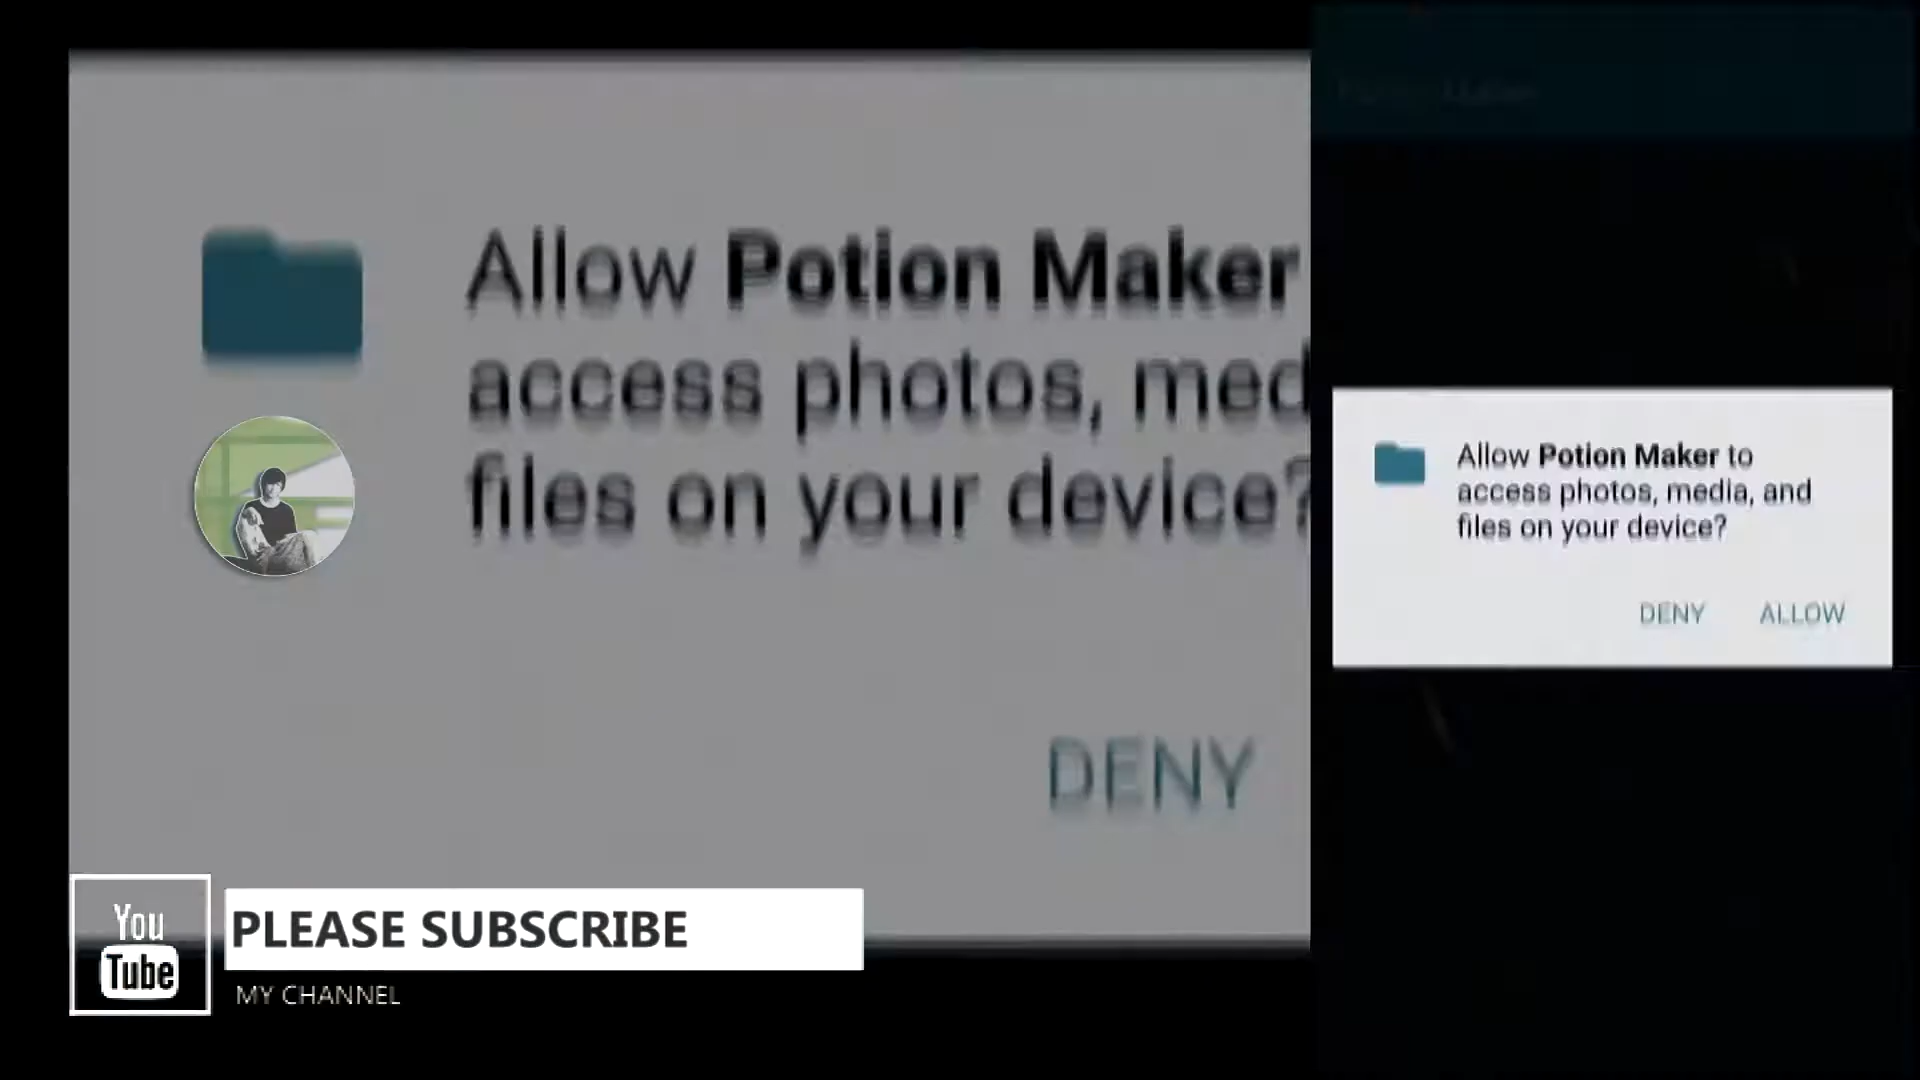 Allow Potion Maker
access photos, med
files on your device?
DENY
Allow Potion Maker to
access photos, media, and
files on your device?
DENY ALLOW
You
Tube
PLEASE SUBSCRIBE
MY CHANNEL